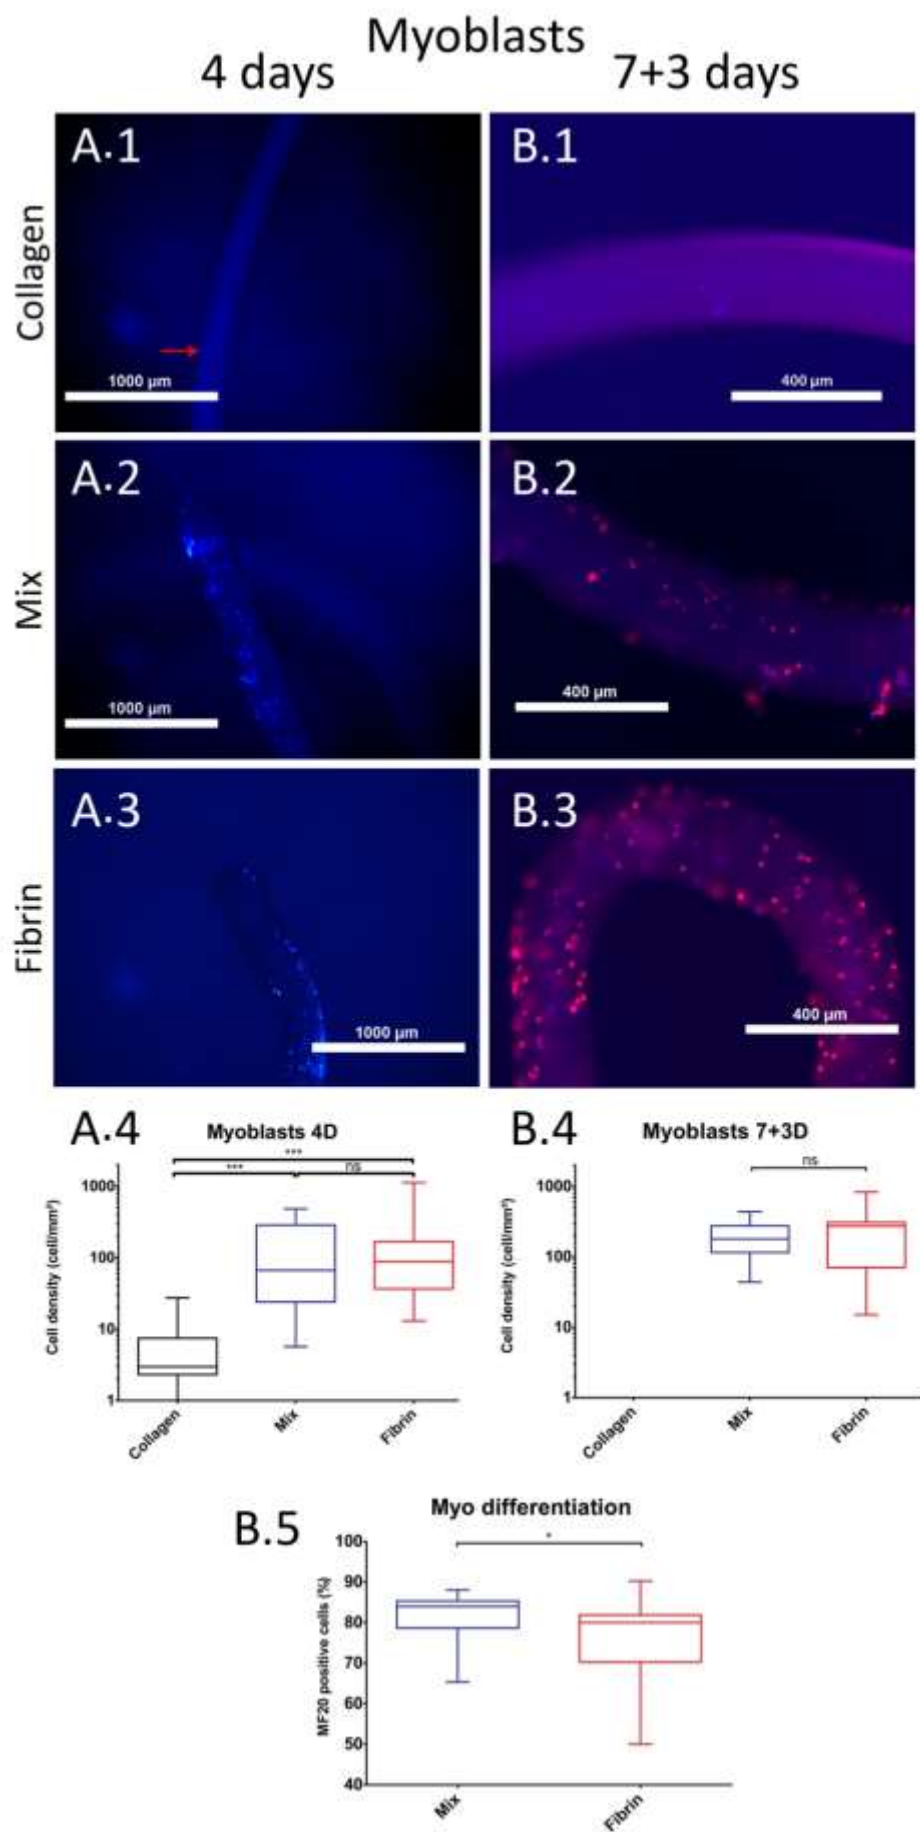 Myoblasts
4 days 7+3 days
Collagen
A.1
1000 µm
B.1
400 µm
Mix
A.2
1000 µm
B.2
400 µm
Fibrin
A.3
1000 µm
B.3
400 µm
A.4
Myoblasts 4D
***
*** ns
Cell density (cell/mm²)
1000
100
10
1
Collagen
Mix
Fibrin
B.4
Myoblasts 7+3D
ns
Cell density (cell/mm²)
1000
100
10
1
Collagen
Mix
Fibrin
B.5
Myo differentiation
*
MF20 positive cells (%)
100
90
80
70
60
50
40
Mix
Fibrin